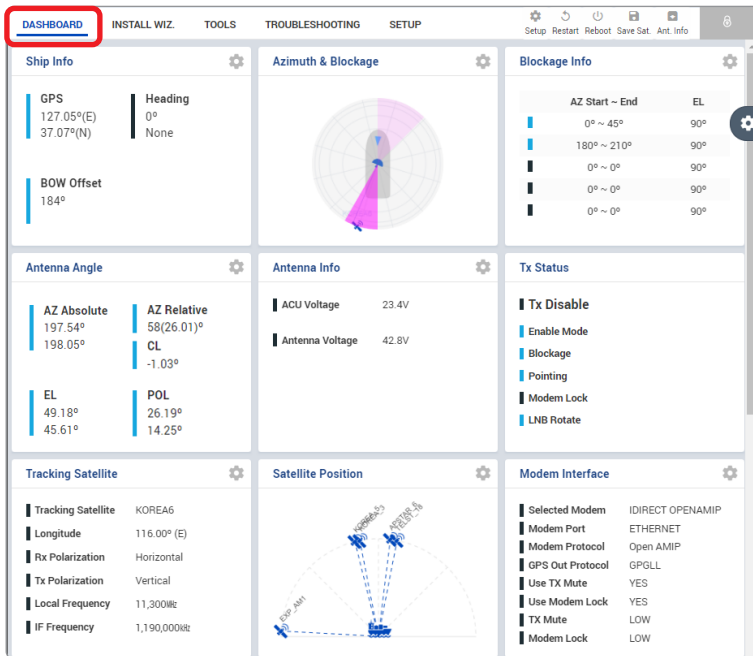 DASHBOARD INSTALL WIZ. TOOLS TROUBLESHOOTING SETUP
Setup Restart Reboot Save Sat. Ant. Info
Ship Info
GPS
127.05º(E)
37.07º(N)
Heading
0º
None
BOW Offset
184º
Azimuth & Blockage
Blockage Info
AZ Start ~ End EL
0º ~ 45º 90º
180º ~ 210º 90º
0º ~ 0º 90º
0º ~ 0º 90º
0º ~ 0º 90º
Antenna Angle
AZ Absolute
197.54º
198.05º
AZ Relative
58(26.01)º
CL
-1.03º
EL
49.18º
45.61º
POL
26.19º
14.25º
Antenna Info
ACU Voltage 23.4V
Antenna Voltage 42.8V
Tx Status
Tx Disable
Enable Mode
Blockage
Pointing
Modem Lock
LNB Rotate
Tracking Satellite
Tracking Satellite KOREA6
Longitude 116.00º (E)
Rx Polarization Horizontal
Tx Polarization Vertical
Local Frequency 11,300㎒
IF Frequency 1,190,000㎑
Satellite Position
KOREA_5
KOREA_3
APSTAR_6
TELST_18
EXP_AM1
Modem Interface
Selected Modem IDIRECT OPENAMIP
Modem Port ETHERNET
Modem Protocol Open AMIP
GPS Out Protocol GPGLL
Use TX Mute YES
Use Modem Lock YES
TX Mute LOW
Modem Lock LOW